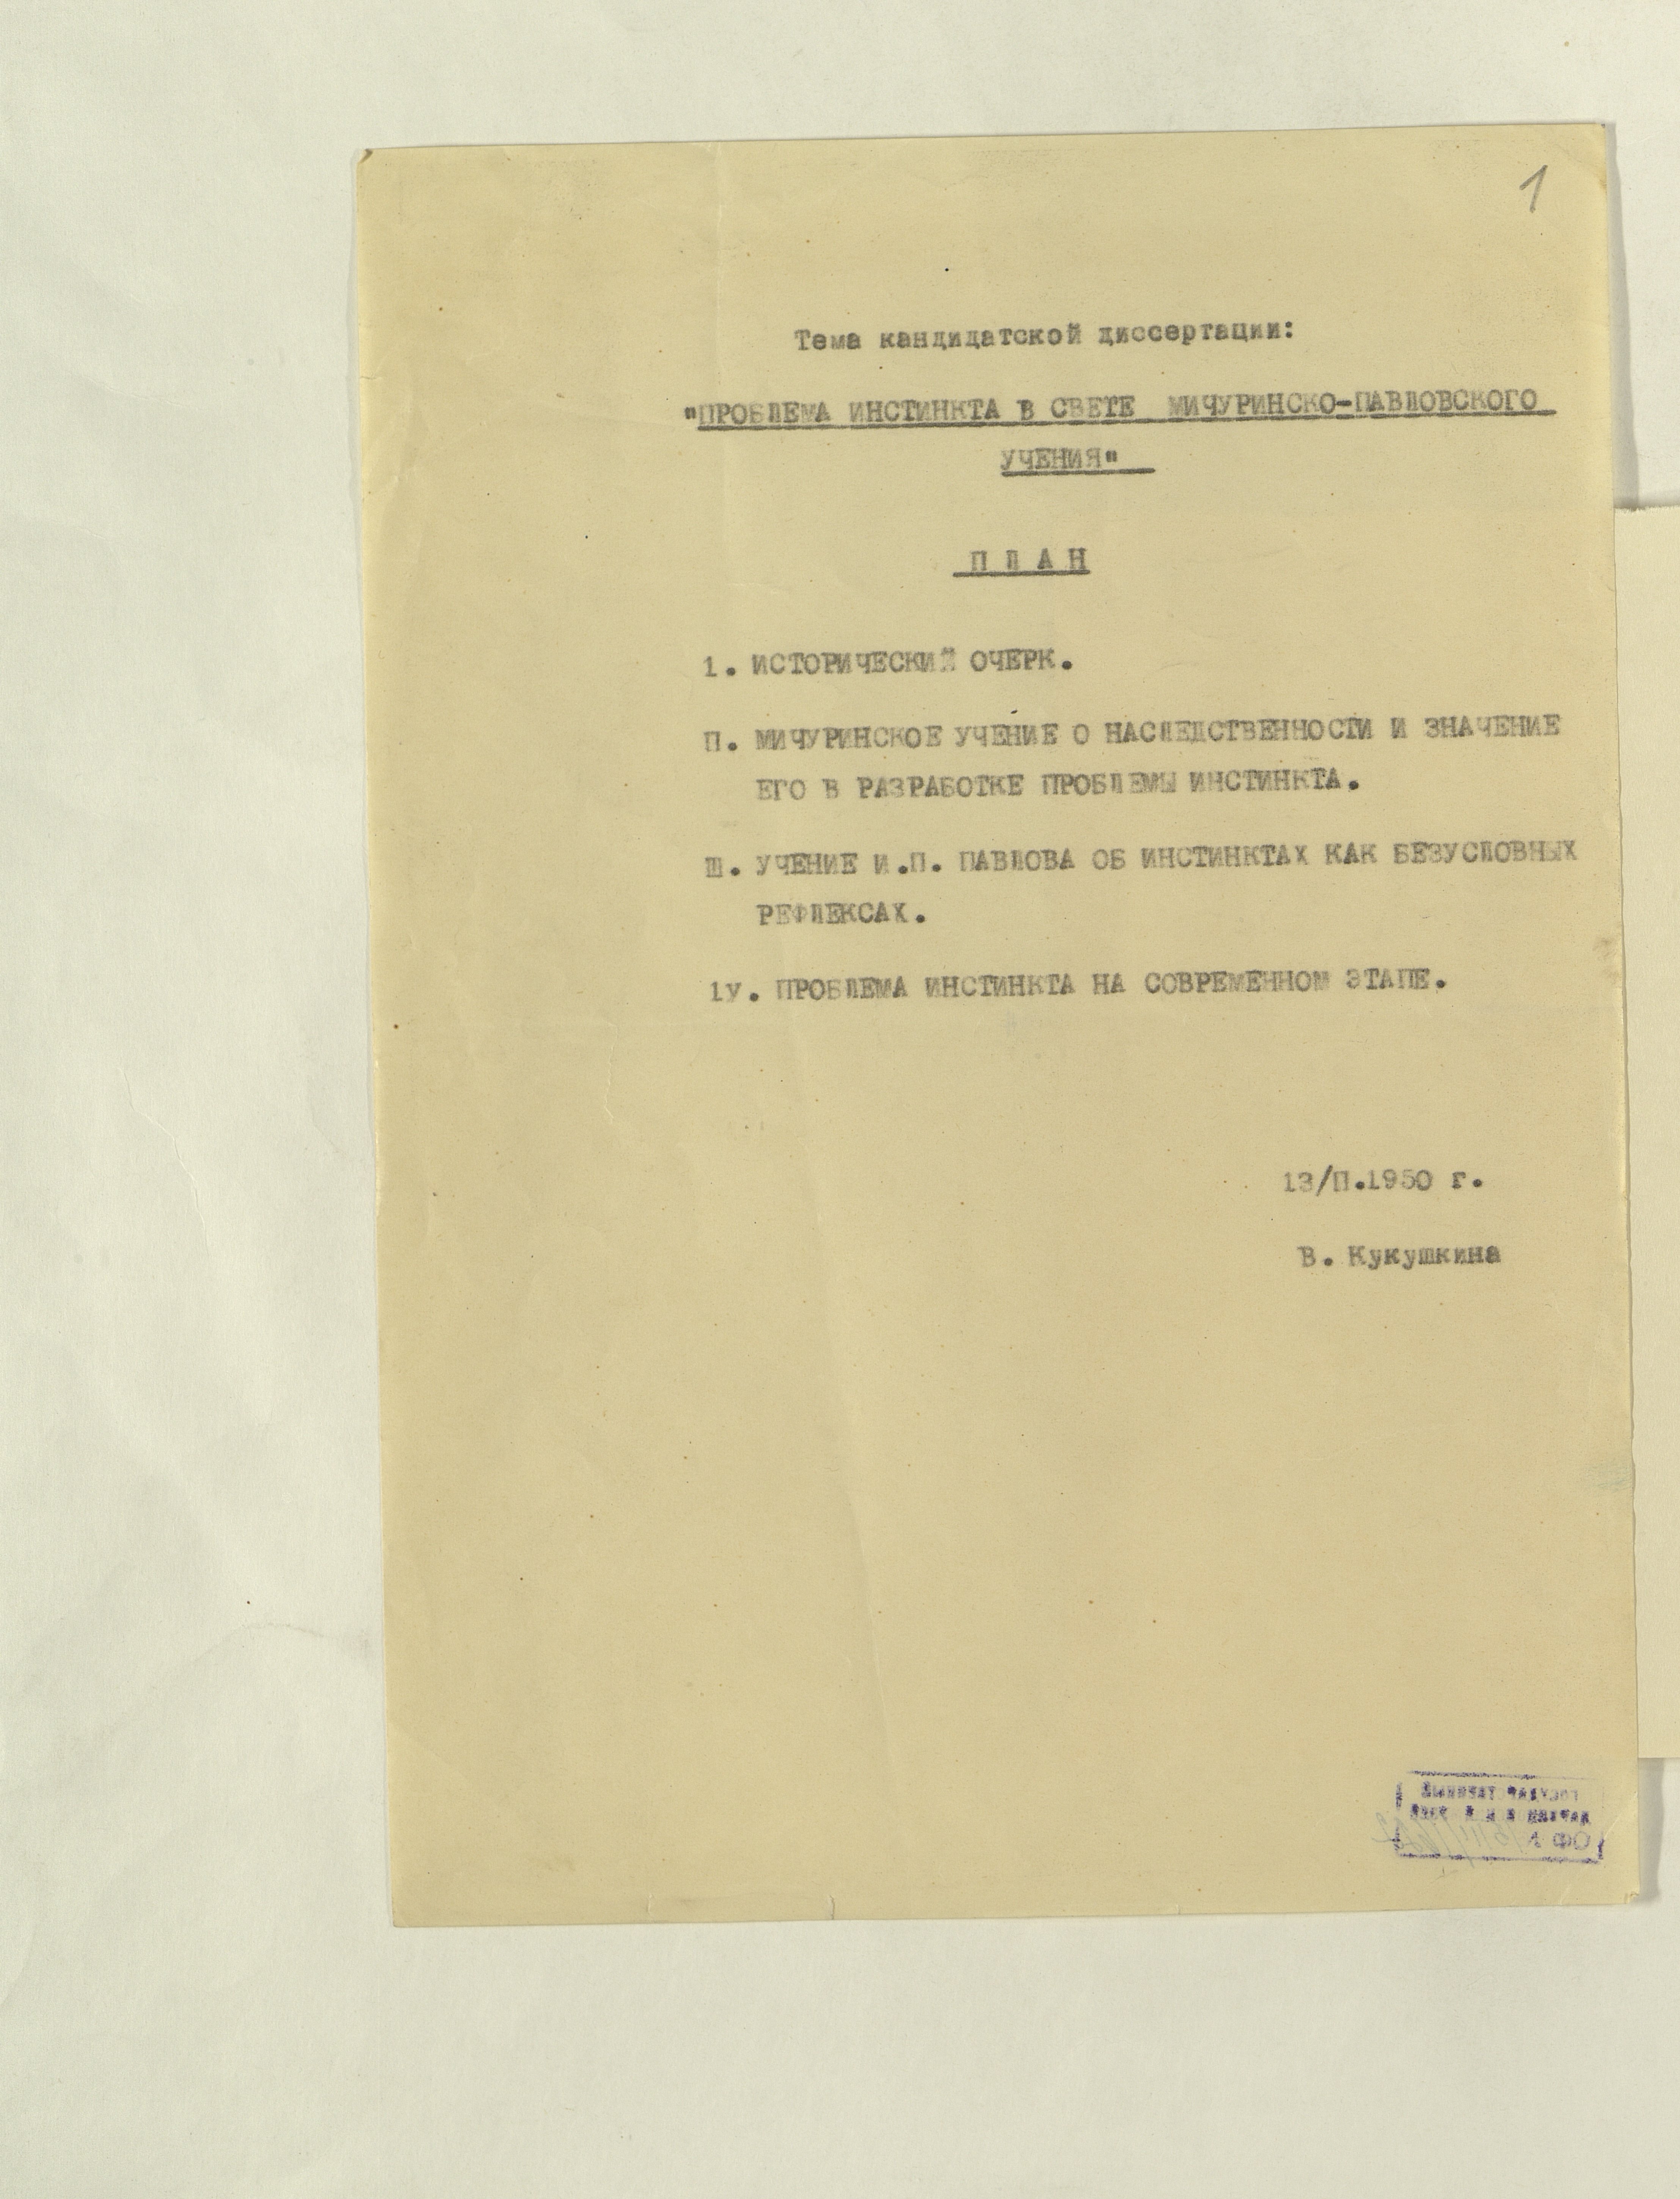 1
Тема кандидатской диссертации:
"ПРОБЛЕМА ИНСТИНКТА В СВЕТЕ МИЧУРИНСКО-ПАВЛОВСКОГО
УЧЕНИЯ"
П Л А Н
1. ИСТОРИЧЕСКИЙ ОЧЕРК.
П. МИЧУРИНСКОЕ УЧЕНИЕ О НАСЛЕДСТВЕННОСТИ И ЗНАЧЕНИЕ
ЕГО В РАЗРАБОТКЕ ПРОБЛЕМЫ ИНСТИНКТА.
Ш. УЧЕНИЕ И.П. ПАВЛОВА ОБ ИНСТИНКТАХ КАК БЕЗУСЛОВНЫХ
РЕФЛЕКСАХ.
1У. ПРОБЛЕМА ИНСТИНКТА НА СОВРЕМЕННОМ ЭТАПЕ.
13/П.1950 г.
В. Кукушкина
ОФ